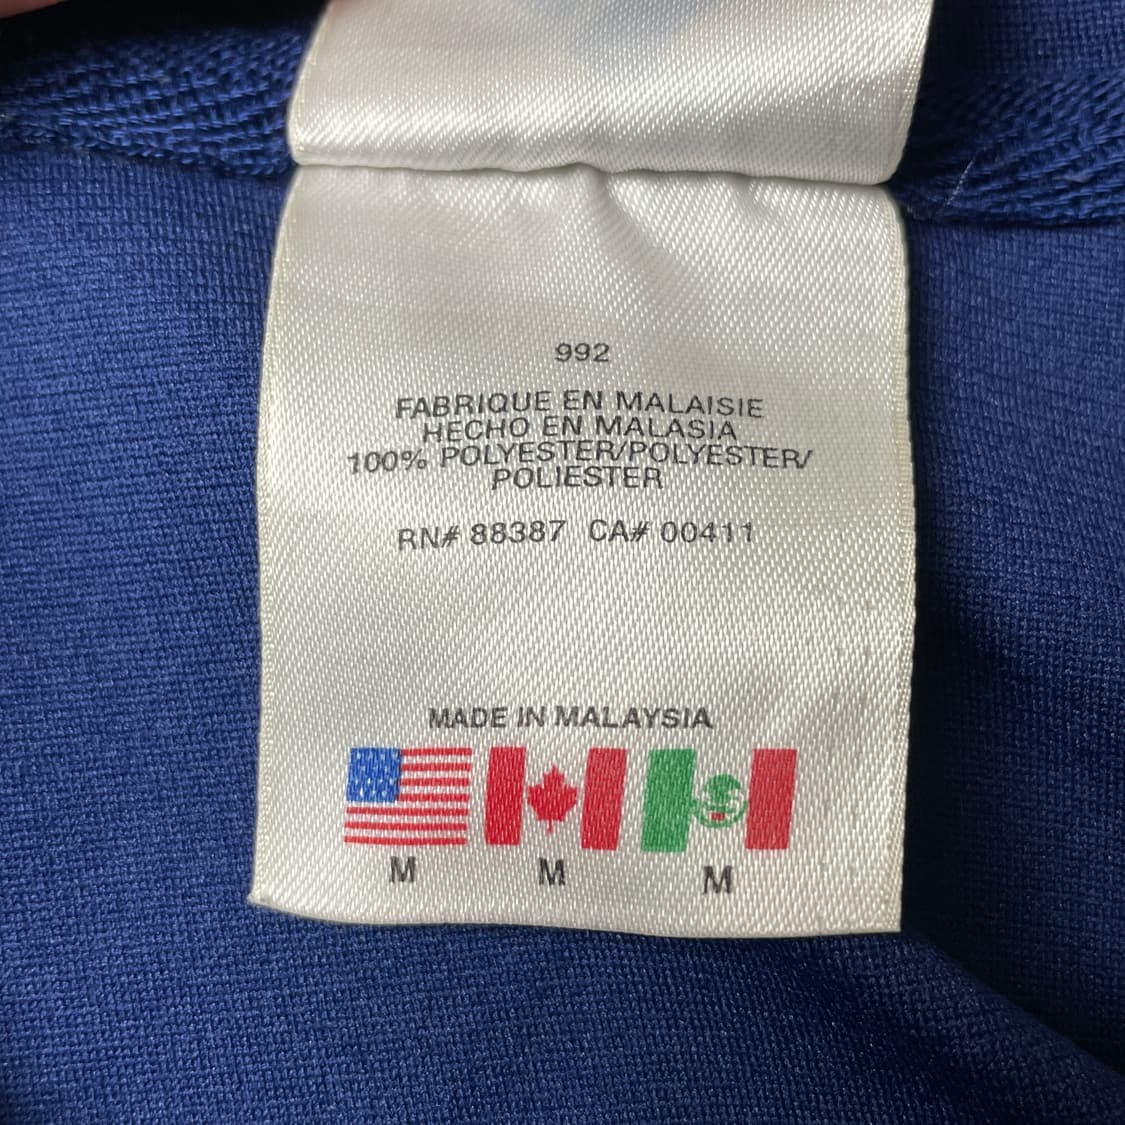 992
FABRIQUE EN MALAISIE
HECHO EN MALASIA
100% POLYESTER/POLYESTER/
POLIESTER
RN# 88387 CA# 00411
MADE IN MALAYSIA
M M M